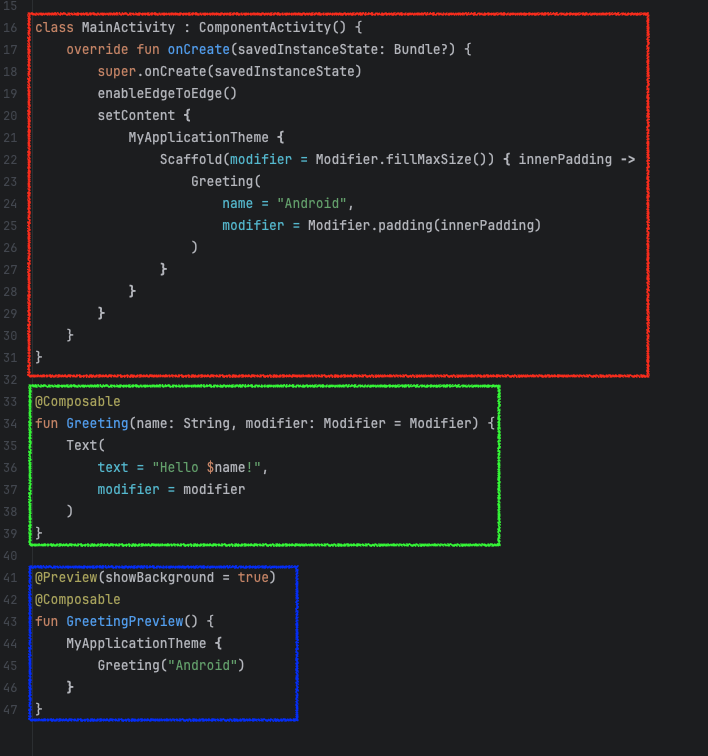 15
16 class MainActivity : ComponentActivity() {
17     override fun onCreate(savedInstanceState: Bundle?) {
18         super.onCreate(savedInstanceState)
19         enableEdgeToEdge()
20         setContent {
21             MyApplicationTheme {
22                 Scaffold(modifier = Modifier.fillMaxSize()) { innerPadding ->
23                     Greeting(
24                         name = "Android",
25                         modifier = Modifier.padding(innerPadding)
26                     )
27                 }
28             }
29         }
30     }
31 }
32
33 @Composable
34 fun Greeting(name: String, modifier: Modifier = Modifier) {
35     Text(
36         text = "Hello $name!",
37         modifier = modifier
38     )
39 }
40
41 @Preview(showBackground = true)
42 @Composable
43 fun GreetingPreview() {
44     MyApplicationTheme {
45         Greeting("Android")
46     }
47 }